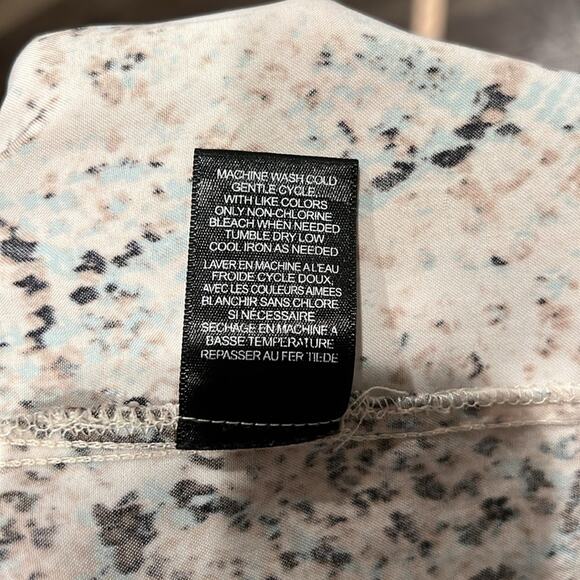 MACHINE WASH COLD
GENTLE CYCLE.
WITH LIKE COLORS
ONLY NON-CHLORINE
BLEACH WHEN NEEDED
TUMBLE DRY LOW
COOL IRON AS NEEDED
LAVER EN MACHINE A L'EAU
FROIDE CYCLE DOUX,
AVEC LES COULEURS AIMEES
BLANCHIR SANS CHLORE
SI NÉCESSAIRE
SECHAGE EN MACHINE À
BASSE TEMPÉRATURE
REPASSER AU FER TIEDE